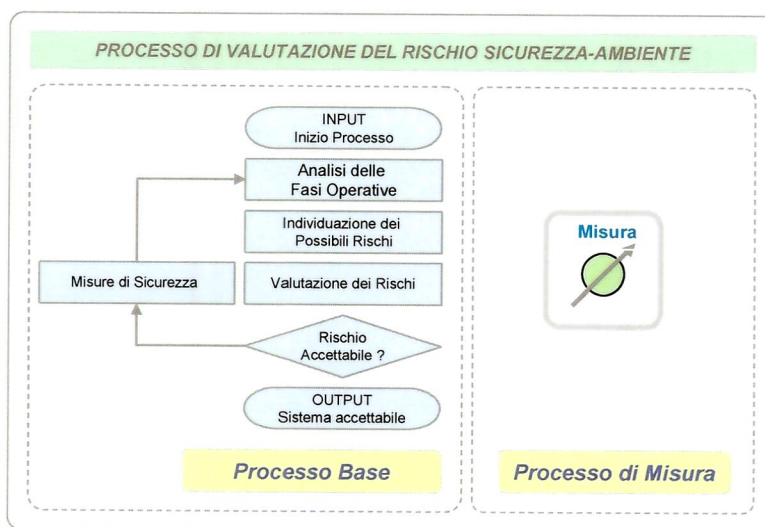 PROCESSO DI VALUTAZIONE DEL RISCHIO SICUREZZA-AMBIENTE
INPUT
Inizio Processo
Analisi delle
Fasi Operative
Individuazione dei
Possibili Rischi
Misure di Sicurezza
Valutazione dei Rischi
Rischio
Accettabile ?
OUTPUT
Sistema accettabile
Processo Base
Misura
Processo di Misura